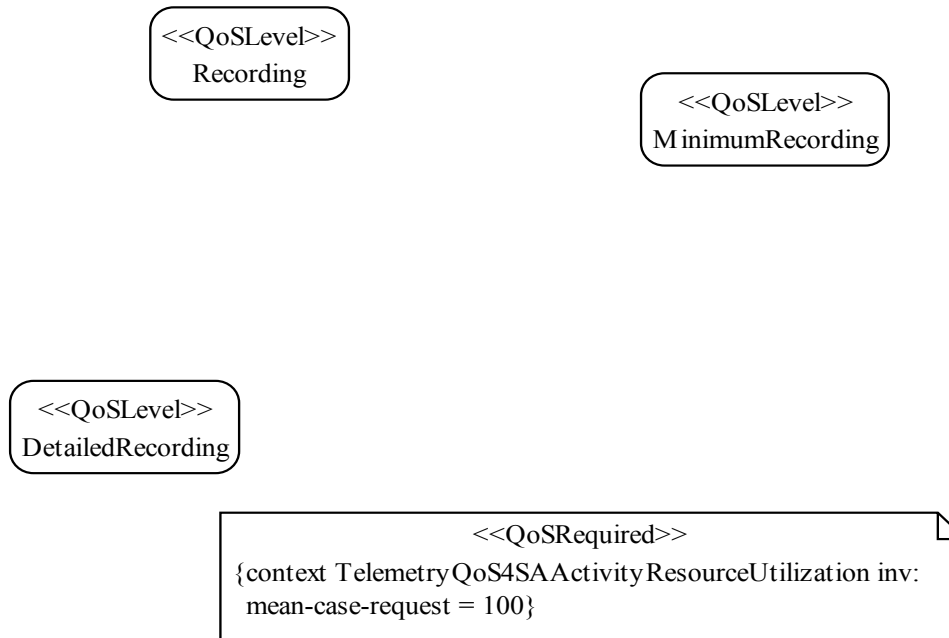 <<QoSLevel>>
Recording
<<QoSLevel>>
MinimumRecording
<<QoSLevel>>
DetailedRecording
<<QoSRequired>>
{context TelemetryQoS4SAActivityResourceUtilization inv:
mean-case-request = 100}